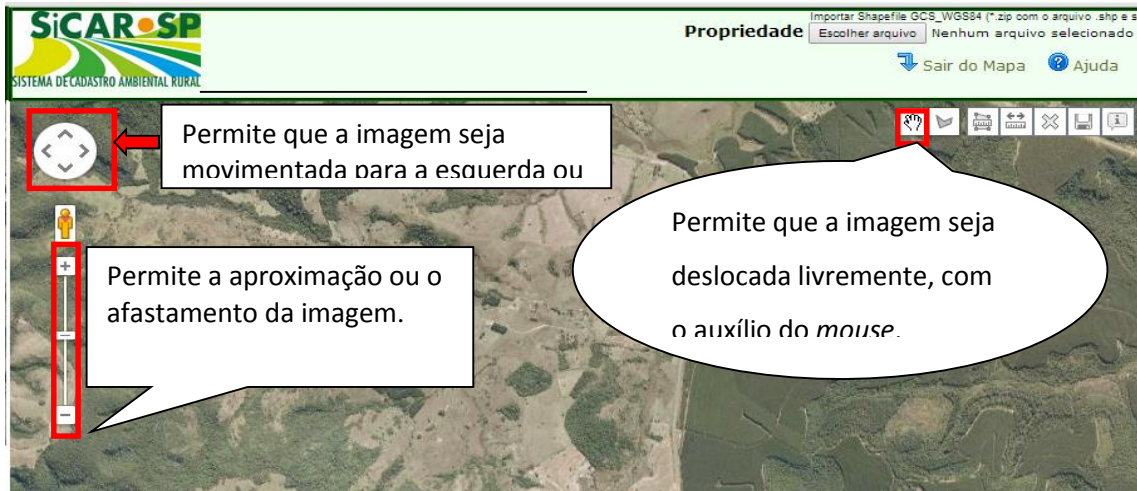 SiCAR SP
SISTEMA DE CADASTRO AMBIENTAL RURAL
Importar Shapefile GCS_WGS84 (*.zip com o arquivo .shp e s
Propriedade Escolher arquivo Nenhum arquivo selecionado
Sair do Mapa ? Ajuda
Permite que a imagem seja
movimentada para a esquerda ou
Permite que a imagem seja
deslocada livremente, com
o auxílio do mouse.
Permite a aproximação ou o
afastamento da imagem.